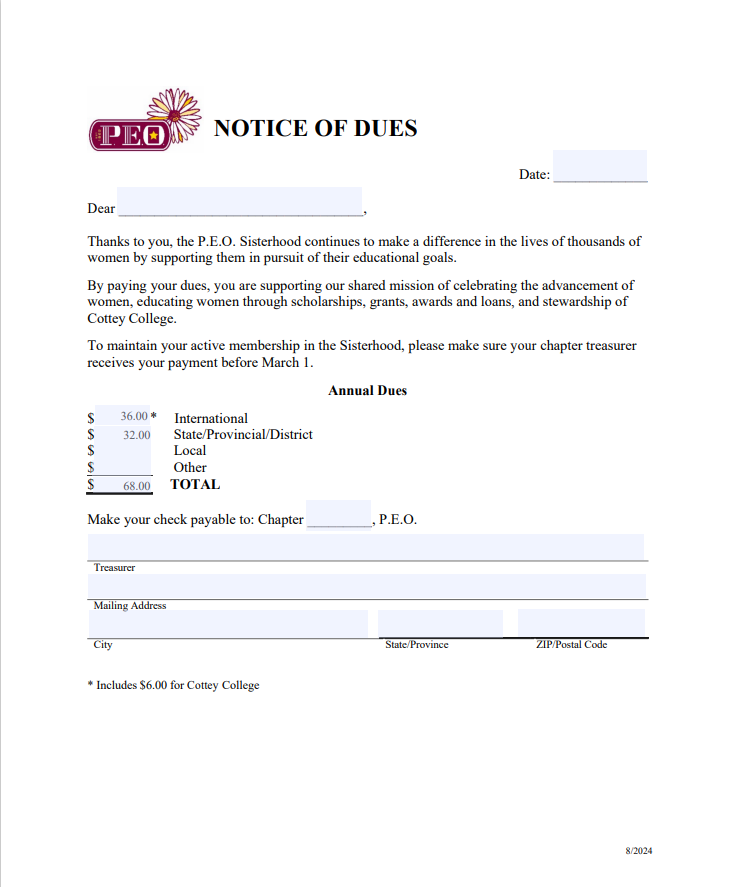 PEO NOTICE OF DUES
Date:
Dear ,
Thanks to you, the P.E.O. Sisterhood continues to make a difference in the lives of thousands of
women by supporting them in pursuit of their educational goals.
By paying your dues, you are supporting our shared mission of celebrating the advancement of
women, educating women through scholarships, grants, awards and loans, and stewardship of
Cottey College.
To maintain your active membership in the Sisterhood, please make sure your chapter treasurer
receives your payment before March 1.
Annual Dues
$ 36.00 * International
$ 32.00 State/Provincial/District
$ Local
$ Other
$ 68.00 TOTAL
Make your check payable to: Chapter , P.E.O.
Treasurer
Mailing Address
City State/Province ZIP/Postal Code
* Includes $6.00 for Cottey College
8/2024